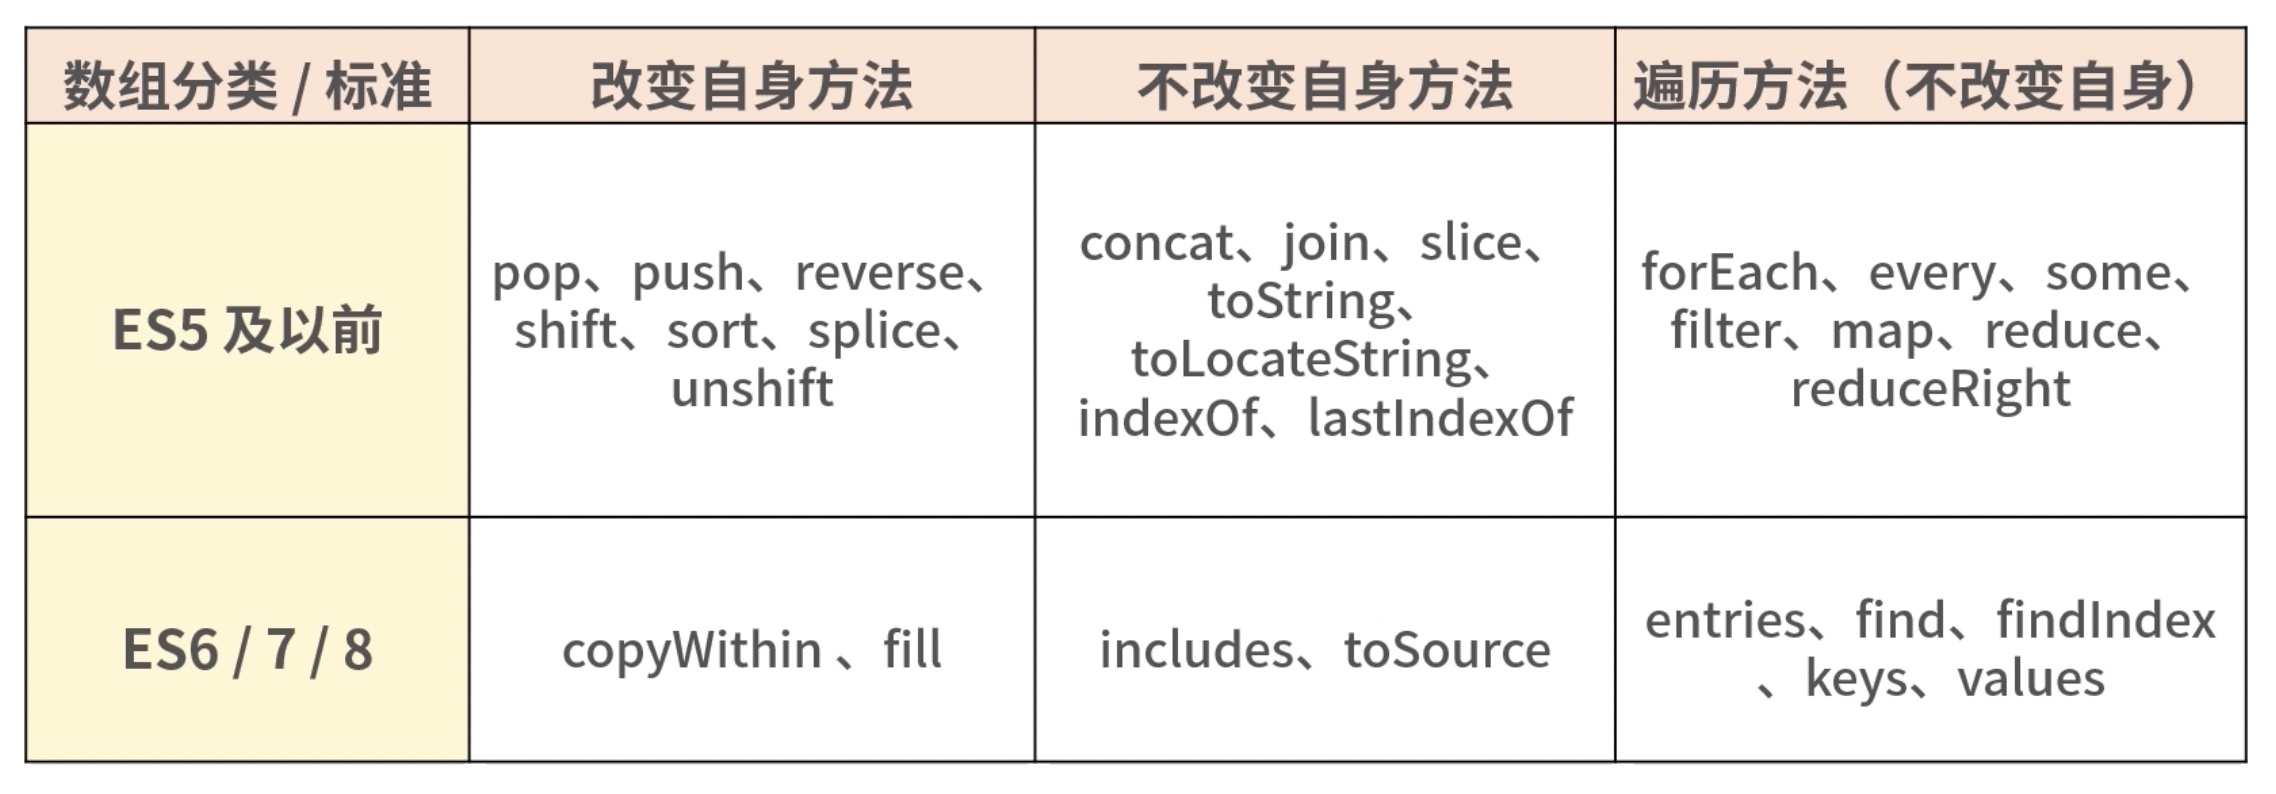 数组分类 / 标准
改变自身方法
不改变自身方法
遍历方法（不改变自身）
ES5 及以前
pop、push、reverse、
shift、sort、splice、
unshift
concat、join、slice、
toString、
toLocateString、
indexOf、lastIndexOf
forEach、every、some、
filter、map、reduce、
reduceRight
ES6 / 7 / 8
copyWithin 、fill
includes、toSource
entries、find、findIndex
、keys、values